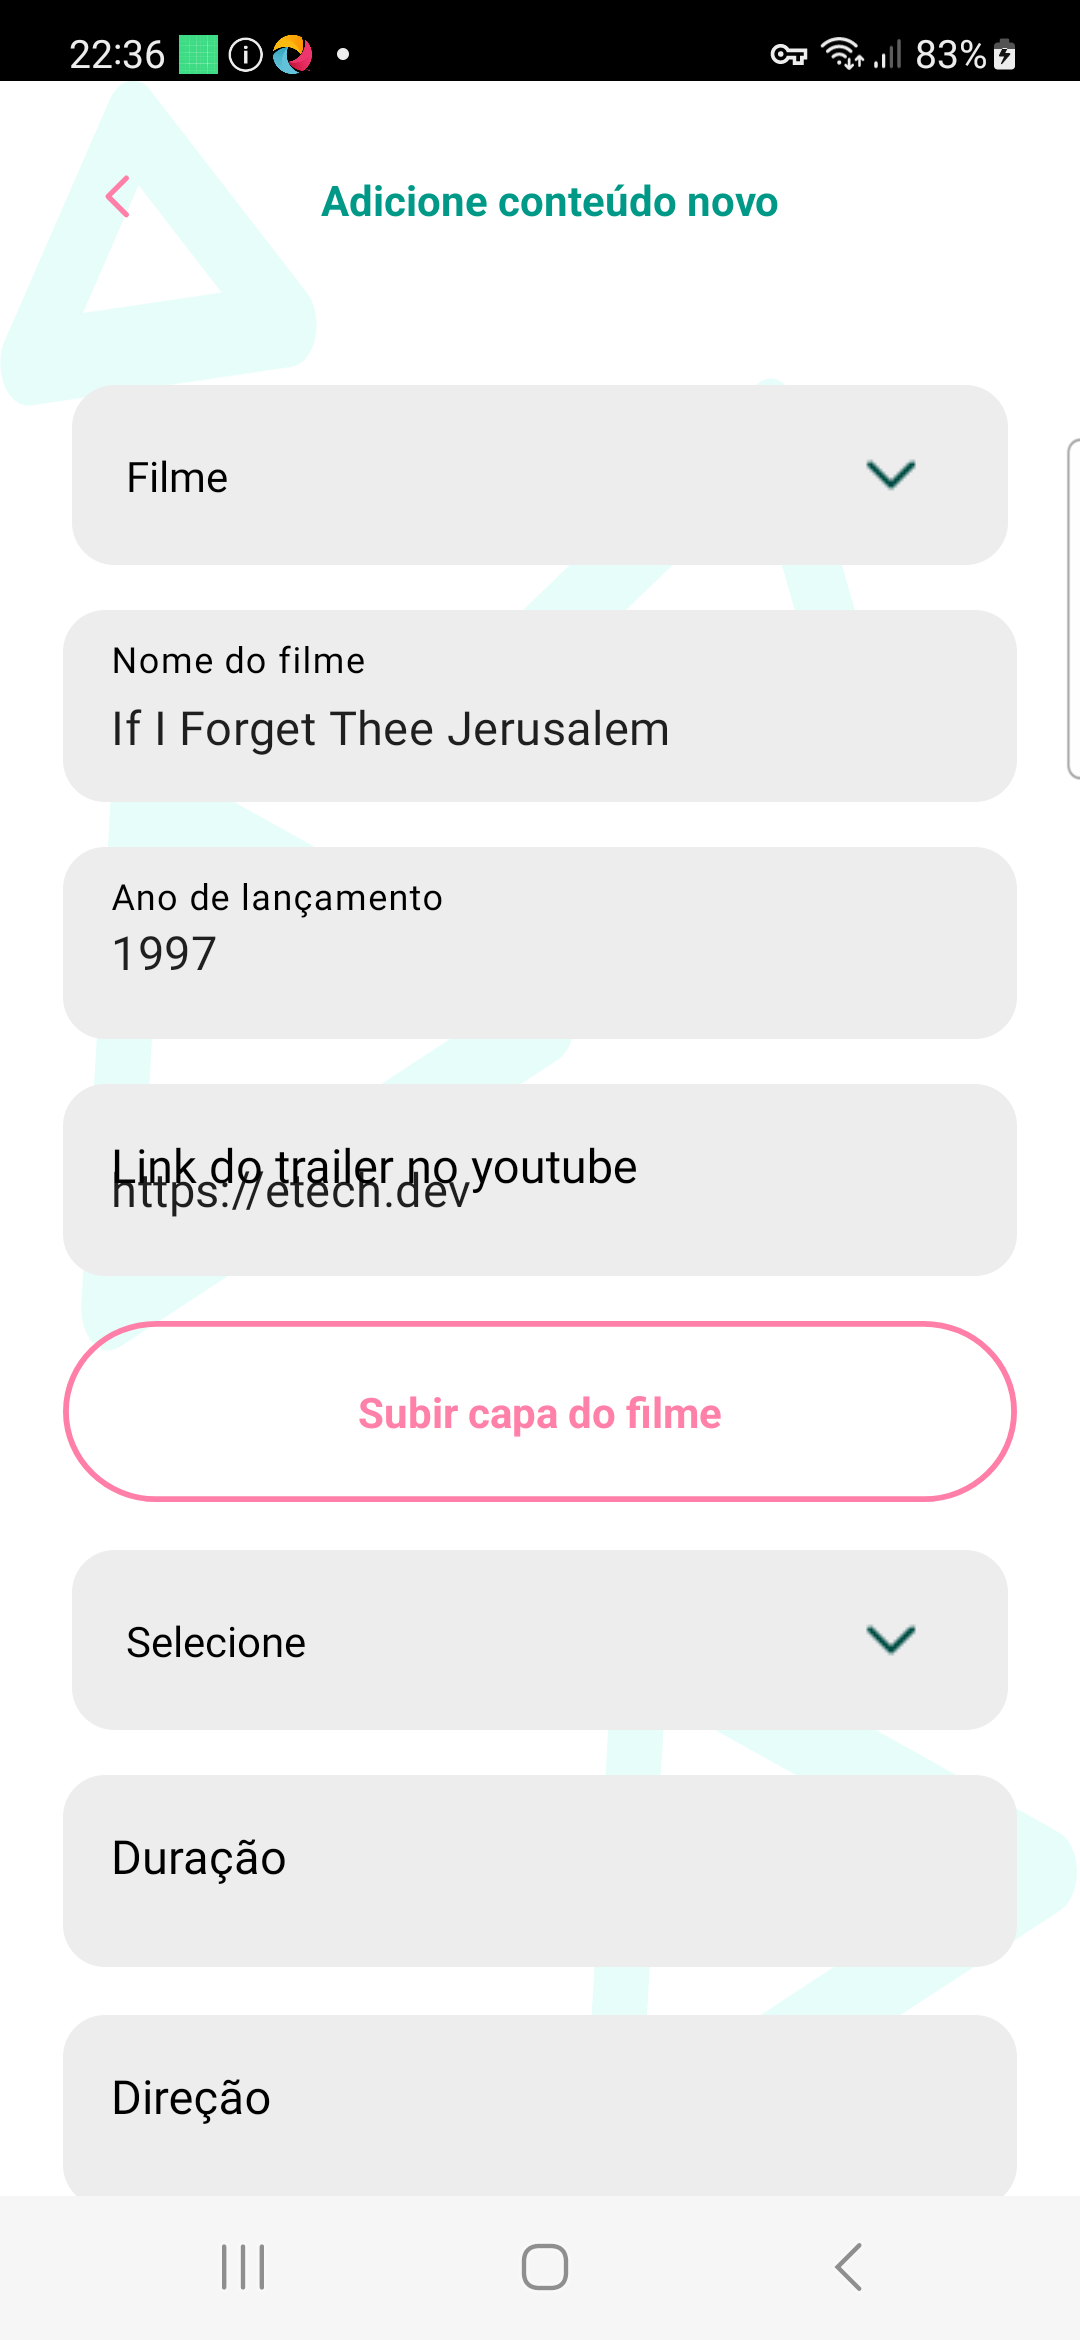 22:36
83%
Adicione conteúdo novo
Filme
Nome do filme
If I Forget Thee Jerusalem
Ano de lançamento
1997
Link do trailer no youtube
https://etech.dev
Subir capa do filme
Selecione
Duração
Direção